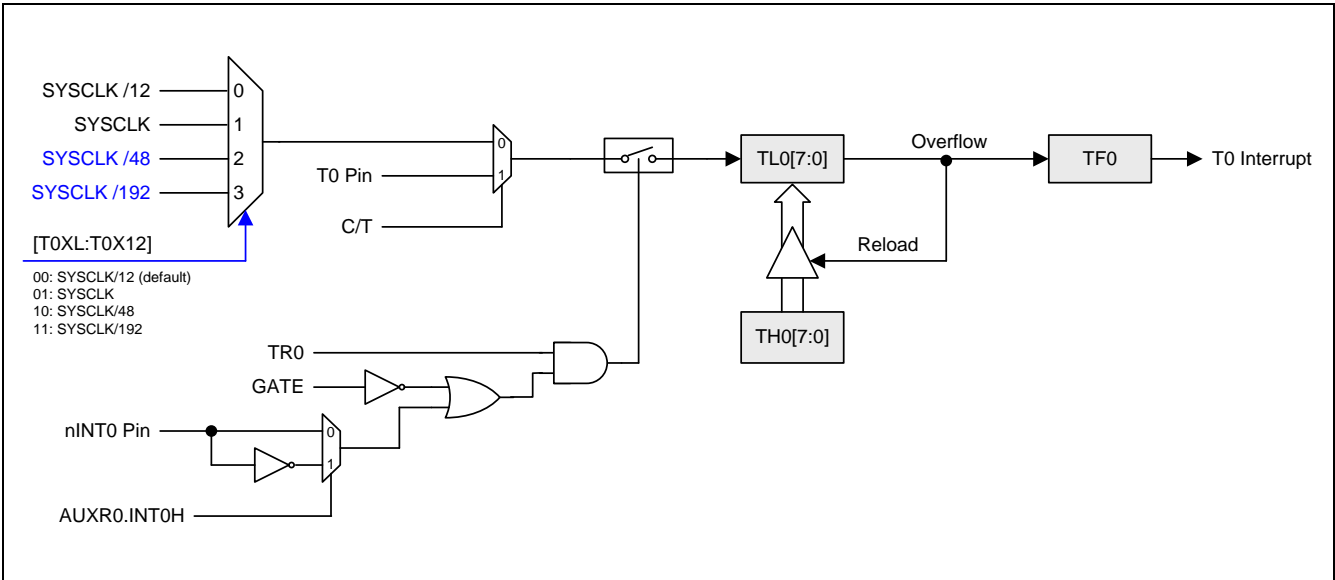 SYSCLK /12
SYSCLK
SYSCLK /48
SYSCLK /192
0
1
2
3
[T0XL:T0X12]
00: SYSCLK/12 (default)
01: SYSCLK
10: SYSCLK/48
11: SYSCLK/192
T0 Pin
C/T
0
1
TL0[7:0]
Overflow
TF0
T0 Interrupt
Reload
TH0[7:0]
TR0
GATE
nINT0 Pin
0
1
AUXR0.INT0H